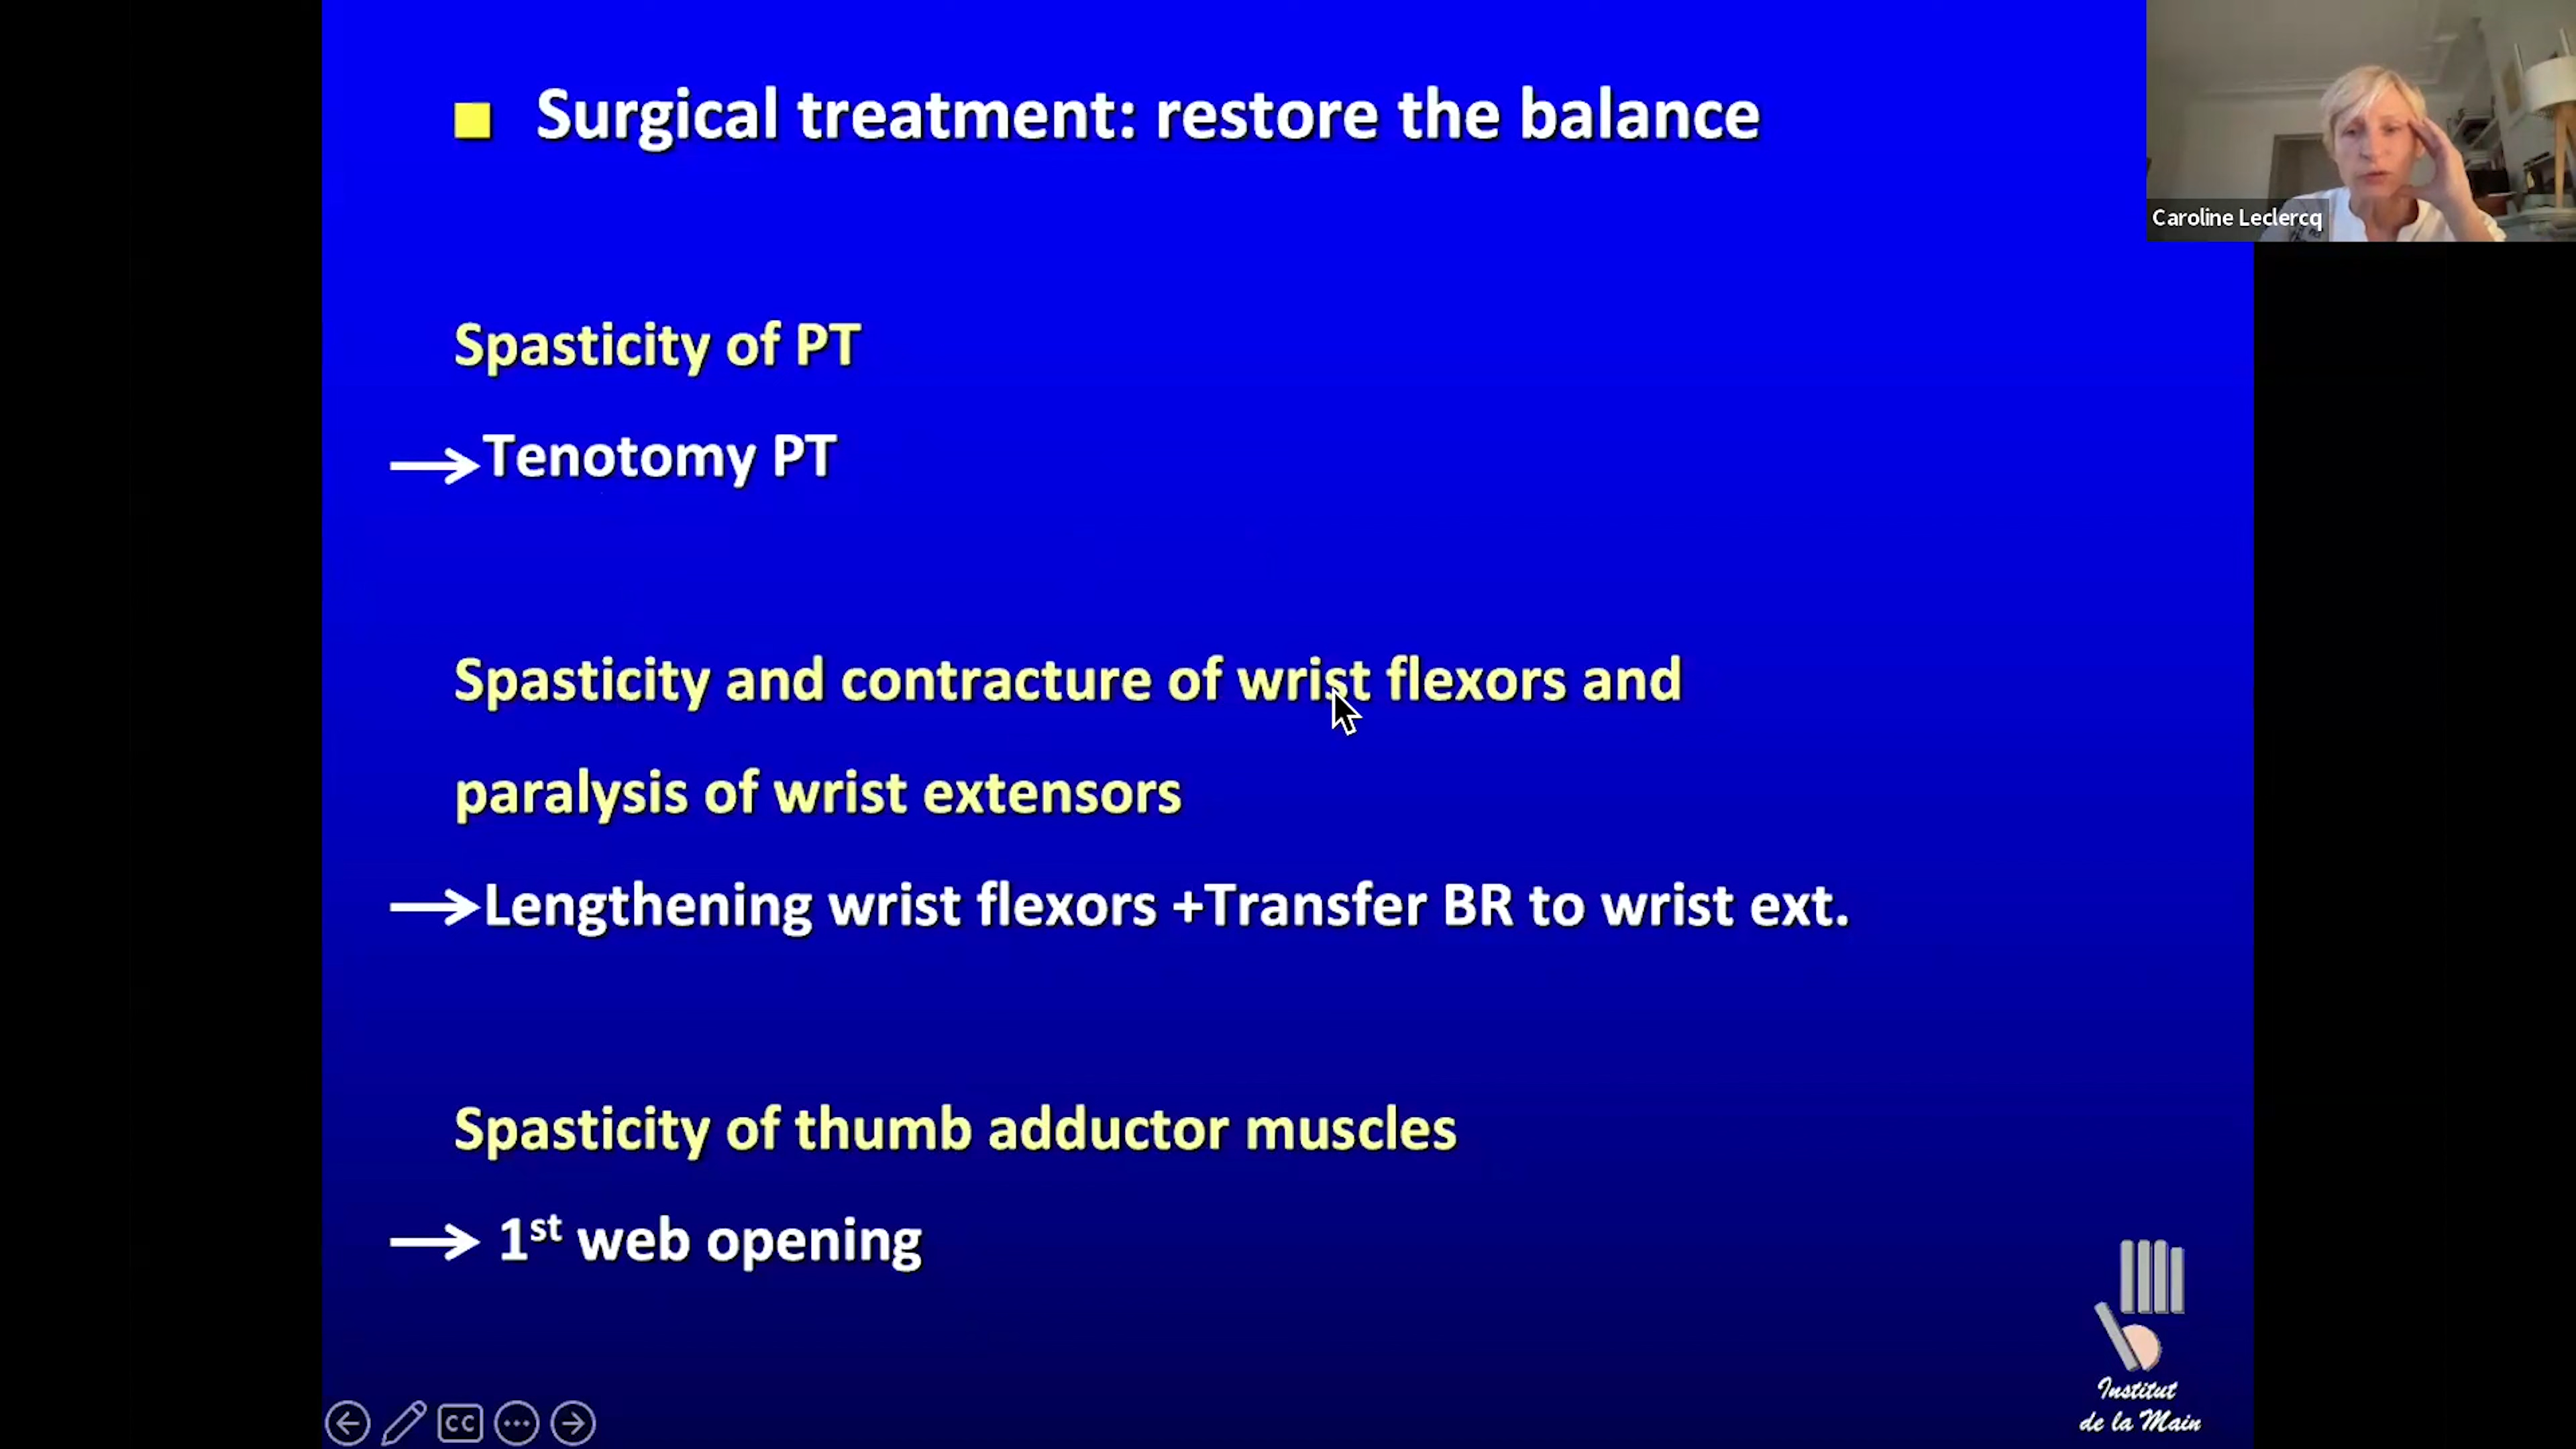 Surgical treatment: restore the balance
Caroline Leclercq
Spasticity of PT
→Tenotomy PT
Spasticity and contracture of wrist flexors and
paralysis of wrist extensors
→Lengthening wrist flexors +Transfer BR to wrist ext.
Spasticity of thumb adductor muscles
→ 1st web opening
Institut
de la Main
CC